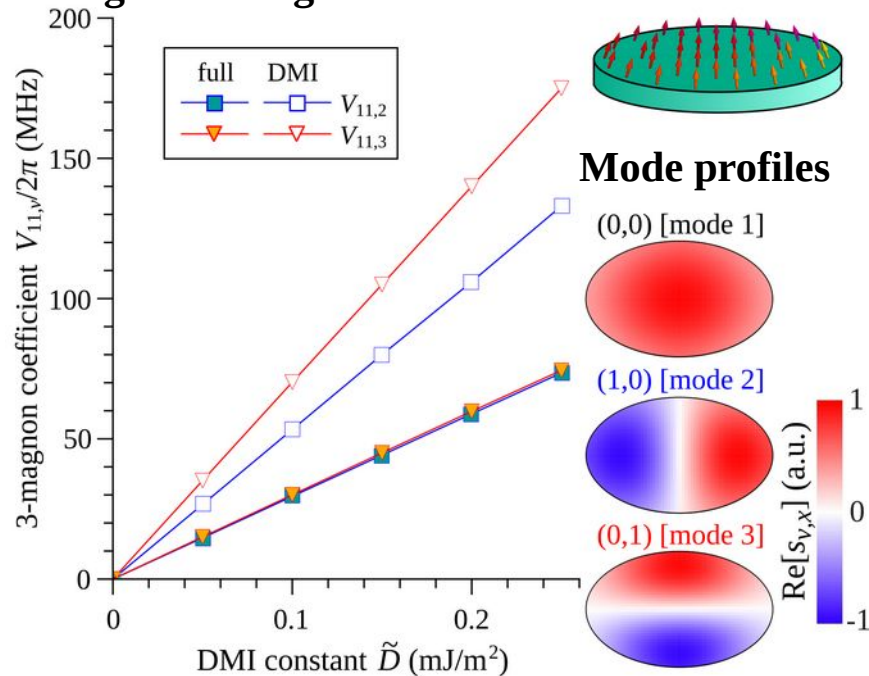 200
150
100
50
0
0
0.1
0.2
3-magnon coefficient V₁₁,ᵥ/2π (MHz)
DMI constant D̃ (mJ/m²)
full DMI
V₁₁,₂
V₁₁,₃
Mode profiles
(0,0) [mode 1]
(1,0) [mode 2]
(0,1) [mode 3]
1
0
-1
Re[sᵥ,ₓ] (a.u.)